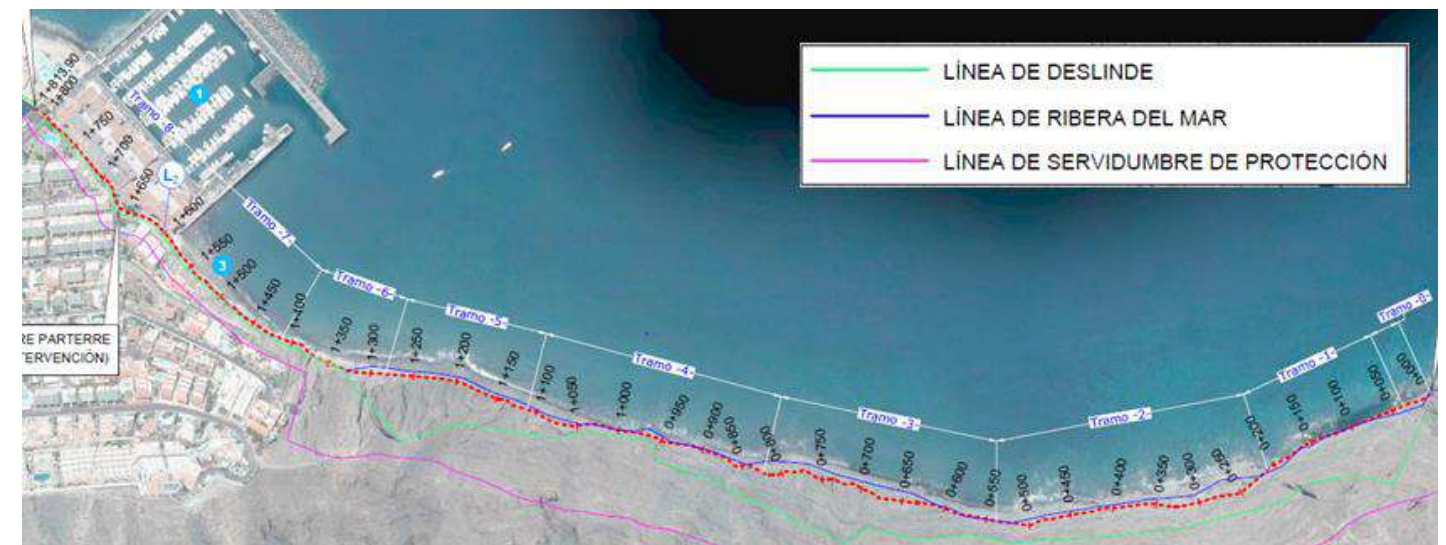 LÍNEA DE DESLINDE
LÍNEA DE RIBERA DEL MAR
LÍNEA DE SERVIDUMBRE DE PROTECCIÓN
1+813,90
1+800
1+750
1+700
1+650
1+600
1+550
1+500
1+450
1+400
1+350
1+300
1+250
1+200
1+150
1+100
1+050
1+000
0+950
0+900
0+850
0+800
0+750
0+700
0+650
0+600
0+550
0+500
0+450
0+400
0+350
0+300
0+250
0+200
0+150
0+100
0+050
0+000
Tramo -8-
Tramo -7-
Tramo -6-
Tramo -5-
Tramo -4-
Tramo -3-
Tramo -2-
Tramo -1-
Tramo -0-
1
L2
3
RE PARTERRE
TERVENCIÓN)